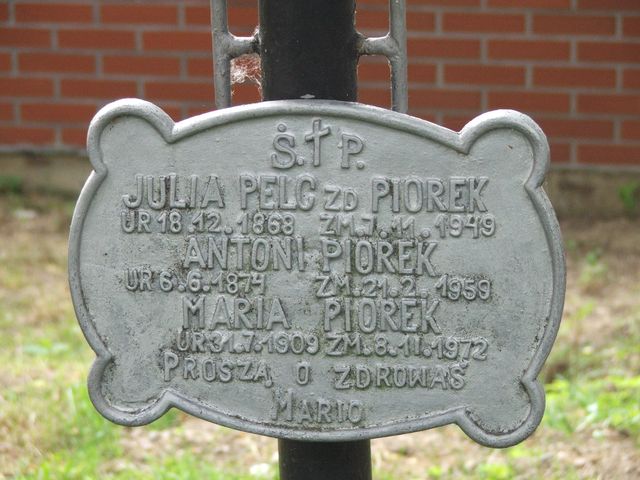 Ż.†P.
JULIA PELC ZD PIOREK
UR 18.12.1868 ZM.7.11.1949
ANTONI PIOREK
UR 6.6.1874 ZM.21.2.1959
MARIA PIOREK
UR 31.7.1909 ZM.8.11.1972
PROSZĄ O ZDROWAŚ
MARIO